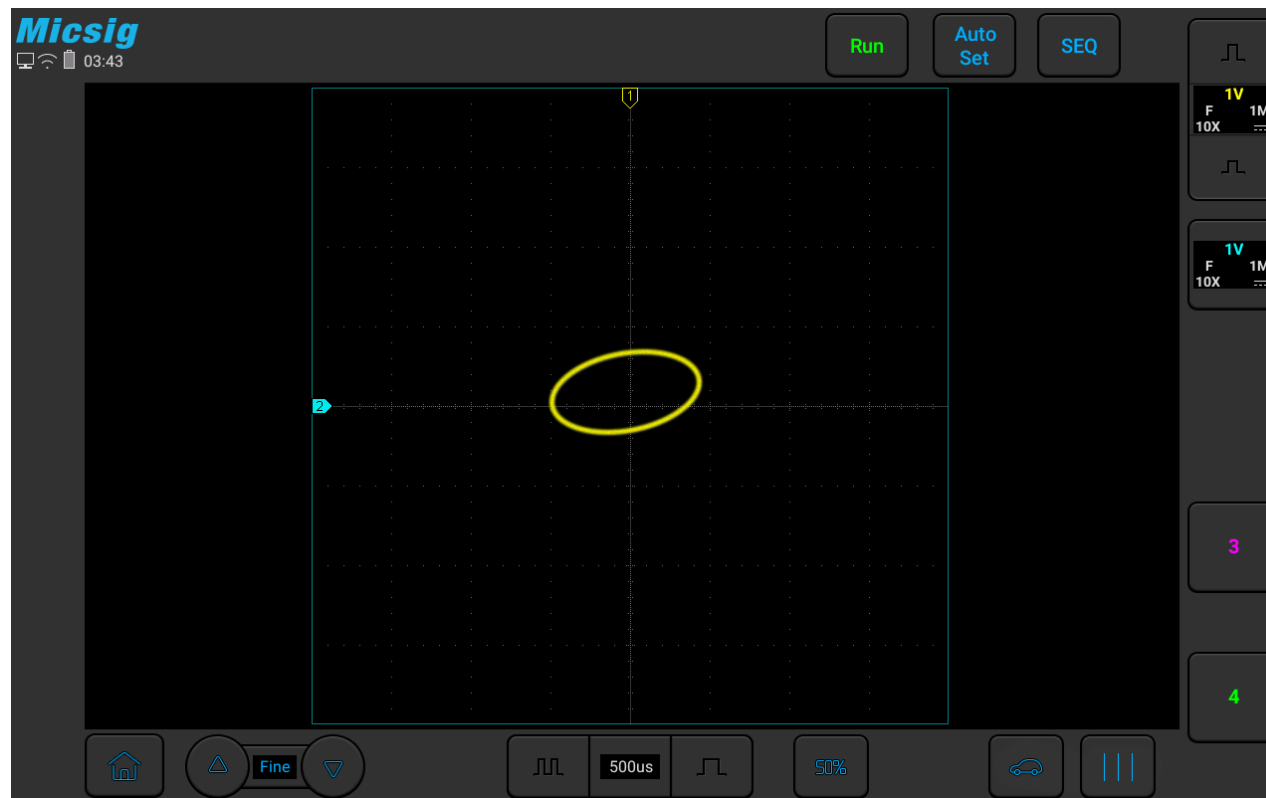 Micsig
03:43
Run
Auto
Set
SEQ
1
1V
F 1M
10X
2
1V
F 1M
10X
3
4
Fine
500us
50%